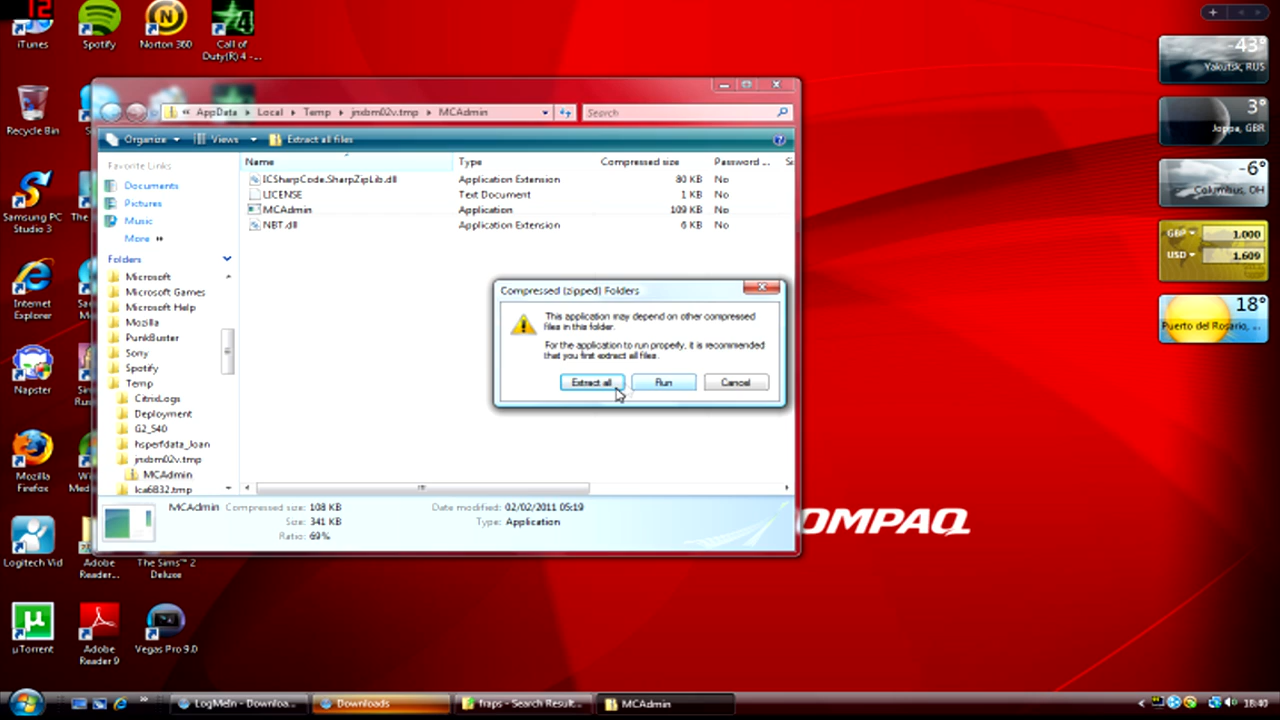 12
iTunes
Spotify
Norton 360
Call of
Duty(R) 4 - ...
-43°
Yakutsk, RUS
AppData
Local
Temp
jnxbm02v.tmp
MCAdmin
Search
Recycle Bin
3°
Joppa, GBR
Organize
Views
Extract all files
Favorite Links
Name
Type
Compressed size
Password ...
Documents
ICSharpCode.SharpZipLib.dll
Application Extension
80 KB
No
Pictures
LICENSE
Text Document
1 KB
No
Music
MCAdmin
Application
109 KB
No
More »
NBT.dll
Application Extension
6 KB
No
-6°
Columbus, OH
Samsung PC
Studio 3
Folders
GBP
1.000
USD
1.609
Microsoft
Microsoft Games
Microsoft Help
Mozilla
PunkBuster
Sony
Spotify
Temp
CitrixLogs
Deployment
G2_540
hsperfdata_Joan
jnxbm02v.tmp
MCAdmin
lca6832.tmp
Compressed (zipped) Folders
This application may depend on other compressed
files in this folder.
For the application to run properly, it is recommended
that you first extract all files.
Extract all
Run
Cancel
18°
Puerto del Rosario, ...
Internet
Explorer
Napster
Mozilla
Firefox
MCAdmin
Compressed size: 108 KB
Date modified: 02/02/2011 05:19
Size: 341 KB
Type: Application
Ratio: 69%
OMPAQ
Logitech Vid
Adobe
Reader...
The Sims™ 2
Deluxe
µTorrent
Adobe
Reader 9
Vegas Pro 9.0
LogMeIn - Downloa...
Downloads
fraps - Search Result...
MCAdmin
18:40